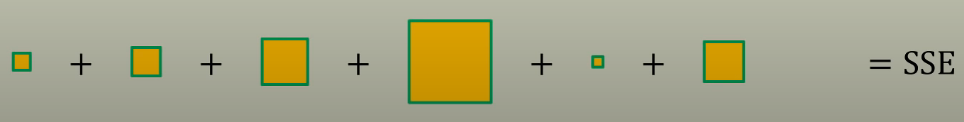 + + + + + = SSE